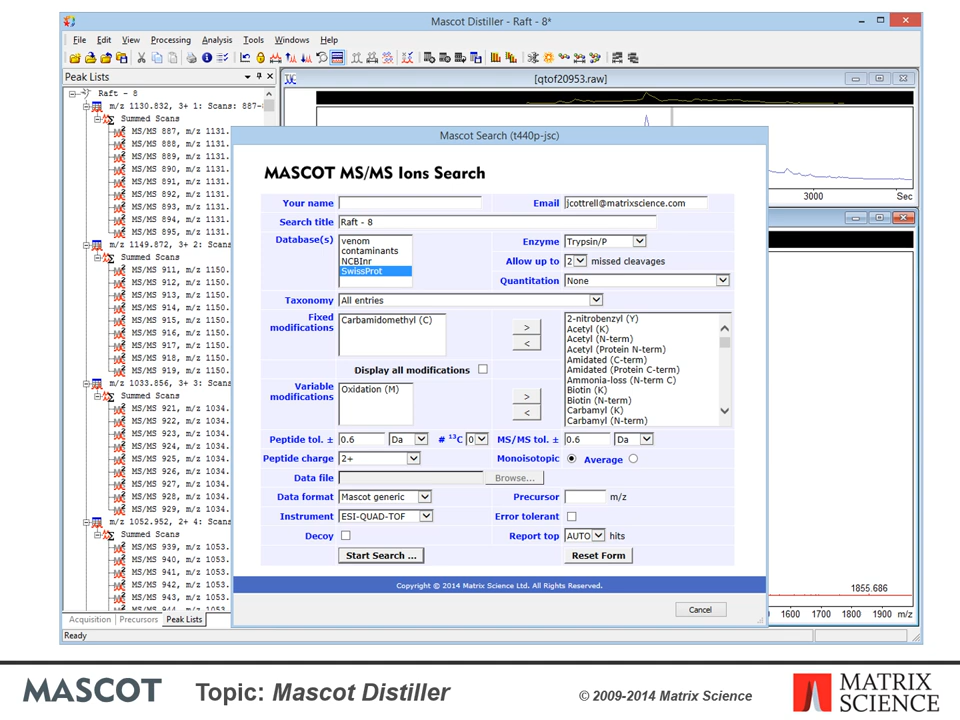 Mascot Distiller - Raft - 8*
File Edit View Processing Analysis Tools Windows Help
Peak Lists
[qtof20953.raw]
Raft - 8
m/z 1130.832, 3+ 1: Scans: 887-
Summed Scans
MS/MS 887, m/z 1131.
MS/MS 888, m/z 1131.
MS/MS 889, m/z 1131.
MS/MS 890, m/z 1131.
MS/MS 891, m/z 1131.
MS/MS 892, m/z 1131.
MS/MS 893, m/z 1131.
MS/MS 894, m/z 1131.
MS/MS 895, m/z 1131.
m/z 1149.872, 3+ 2: Scans
Summed Scans
MS/MS 911, m/z 1150.
MS/MS 912, m/z 1150.
MS/MS 913, m/z 1150.
MS/MS 914, m/z 1150.
MS/MS 915, m/z 1150.
MS/MS 916, m/z 1150.
MS/MS 917, m/z 1150.
MS/MS 918, m/z 1150.
MS/MS 919, m/z 1150.
m/z 1033.856, 3+ 3: Scans
Summed Scans
MS/MS 921, m/z 1034.
MS/MS 922, m/z 1034.
MS/MS 923, m/z 1034.
MS/MS 924, m/z 1034.
MS/MS 925, m/z 1034.
MS/MS 926, m/z 1034.
MS/MS 927, m/z 1034.
MS/MS 928, m/z 1034.
MS/MS 929, m/z 1034.
m/z 1052.952, 2+ 4: Scans
Summed Scans
MS/MS 939, m/z 1053.
MS/MS 940, m/z 1053.
MS/MS 941, m/z 1053.
MS/MS 942, m/z 1053.
MS/MS 943, m/z 1053.
MS/MS 944, m/z 1053.
Acquisition Precursors Peak Lists
Ready
3000 Sec
1855.686
1600 1700 1800 1900 m/z
Mascot Search (t440p-jsc)
MASCOT MS/MS Ions Search
Your name Email jcottrell@matrixscience.com
Search title Raft - 8
Database(s) venom
contaminants
NCBInr
SwissProt
Enzyme Trypsin/P
Allow up to 2 missed cleavages
Quantitation None
Taxonomy All entries
Fixed modifications Carbamidomethyl (C)
> <
Display all modifications
Variable modifications Oxidation (M)
> <
2-nitrobenzyl (Y)
Acetyl (K)
Acetyl (N-term)
Acetyl (Protein N-term)
Amidated (C-term)
Amidated (Protein C-term)
Ammonia-loss (N-term C)
Biotin (K)
Biotin (N-term)
Carbamyl (K)
Carbamyl (N-term)
Peptide tol. ± 0.6 Da # ¹³C 0 MS/MS tol. ± 0.6 Da
Peptide charge 2+ Monoisotopic Average
Data file Browse...
Data format Mascot generic Precursor m/z
Instrument ESI-QUAD-TOF Error tolerant
Decoy Report top AUTO hits
Start Search ... Reset Form
Copyright © 2014 Matrix Science Ltd. All Rights Reserved.
Cancel
MASCOT Topic: Mascot Distiller © 2009-2014 Matrix Science
MATRIX
SCIENCE